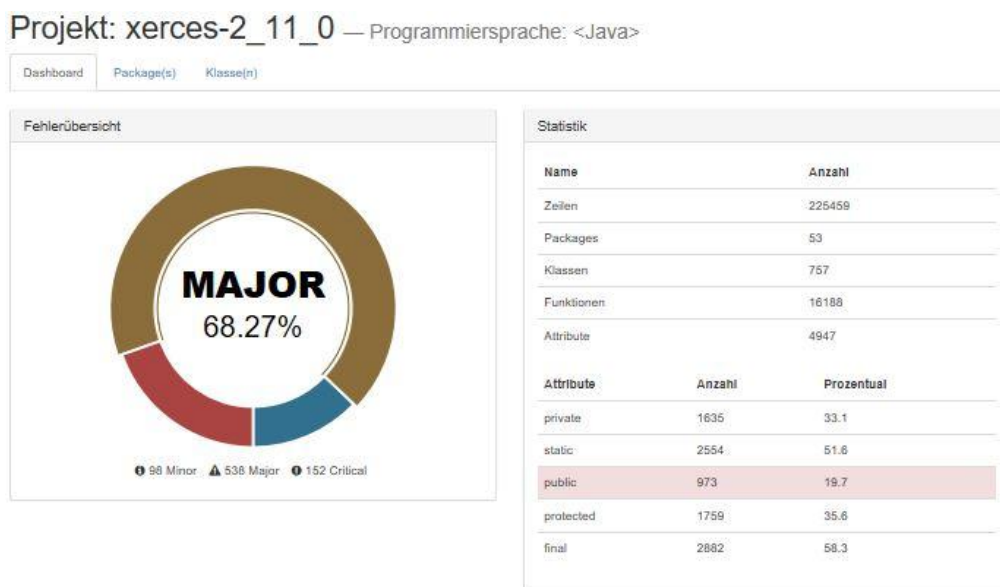 Projekt: xerces-2_11_0 — Programmiersprache: <Java>
Dashboard Package(s) Klasse(n)
Fehlerübersicht
MAJOR
68.27%
98 Minor 538 Major 152 Critical
Statistik
Name Anzahl
Zeilen 225459
Packages 53
Klassen 757
Funktionen 16188
Attribute 4947
Attribute Anzahl Prozentual
private 1635 33.1
static 2554 51.6
public 973 19.7
protected 1759 35.6
final 2882 58.3